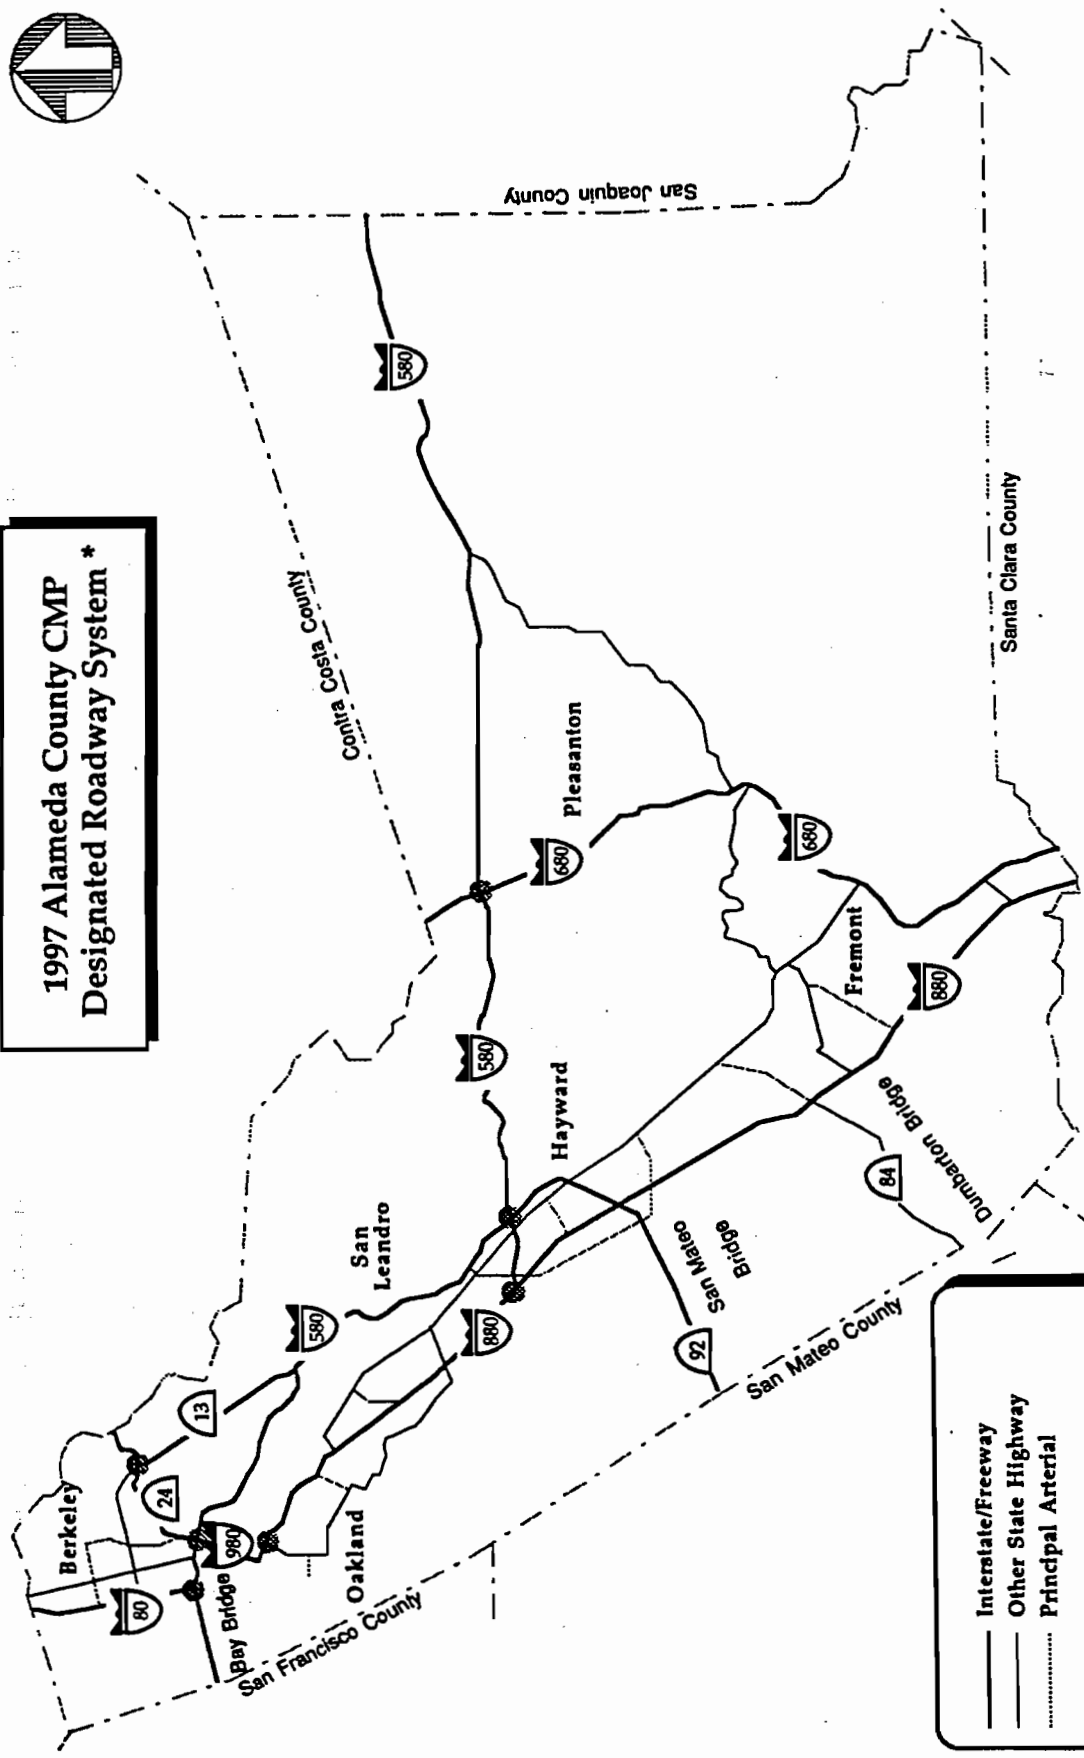 1997 Alameda County CMP
Designated Roadway System *
Contra Costa County
San Joaquin County
Santa Clara County
San Mateo County
San Francisco County
Berkeley
80
24
13
980
Bay Bridge
Oakland
580
San
Leandro
880
580
Hayward
92
San Mateo
Bridge
84
Dumbarton Bridge
580
680
Pleasanton
680
Fremont
880
Interstate/Freeway
Other State Highway
Principal Arterial